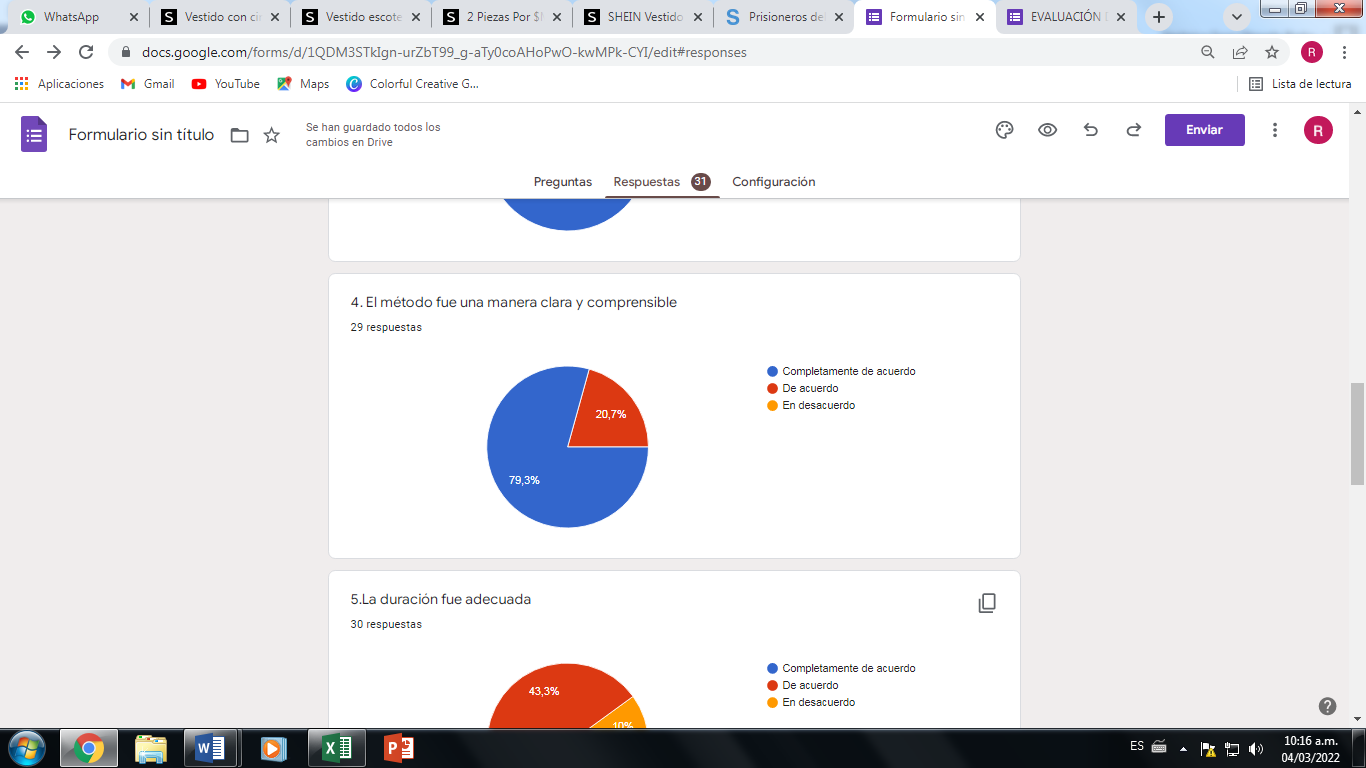 WhatsApp
Vestido con cin
Vestido escote
2 Piezas Por $
SHEIN Vestido
Prisioneros de
Formulario sin
EVALUACIÓN
docs.google.com/forms/d/1QDM3STkIgn-urZbT99_g-aTy0coAHoPwO-kwMPk-CYI/edit#responses
R
Aplicaciones
Gmail
YouTube
Maps
Colorful Creative G...
Lista de lectura
Formulario sin título
Se han guardado todos los
cambios en Drive
Enviar
R
Preguntas
Respuestas 31
Configuración
4. El método fue una manera clara y comprensible
29 respuestas
Completamente de acuerdo
De acuerdo
En desacuerdo
20,7%
79,3%
5.La duración fue adecuada
30 respuestas
Completamente de acuerdo
De acuerdo
En desacuerdo
43,3%
10%
ES
10:16 a.m.
04/03/2022